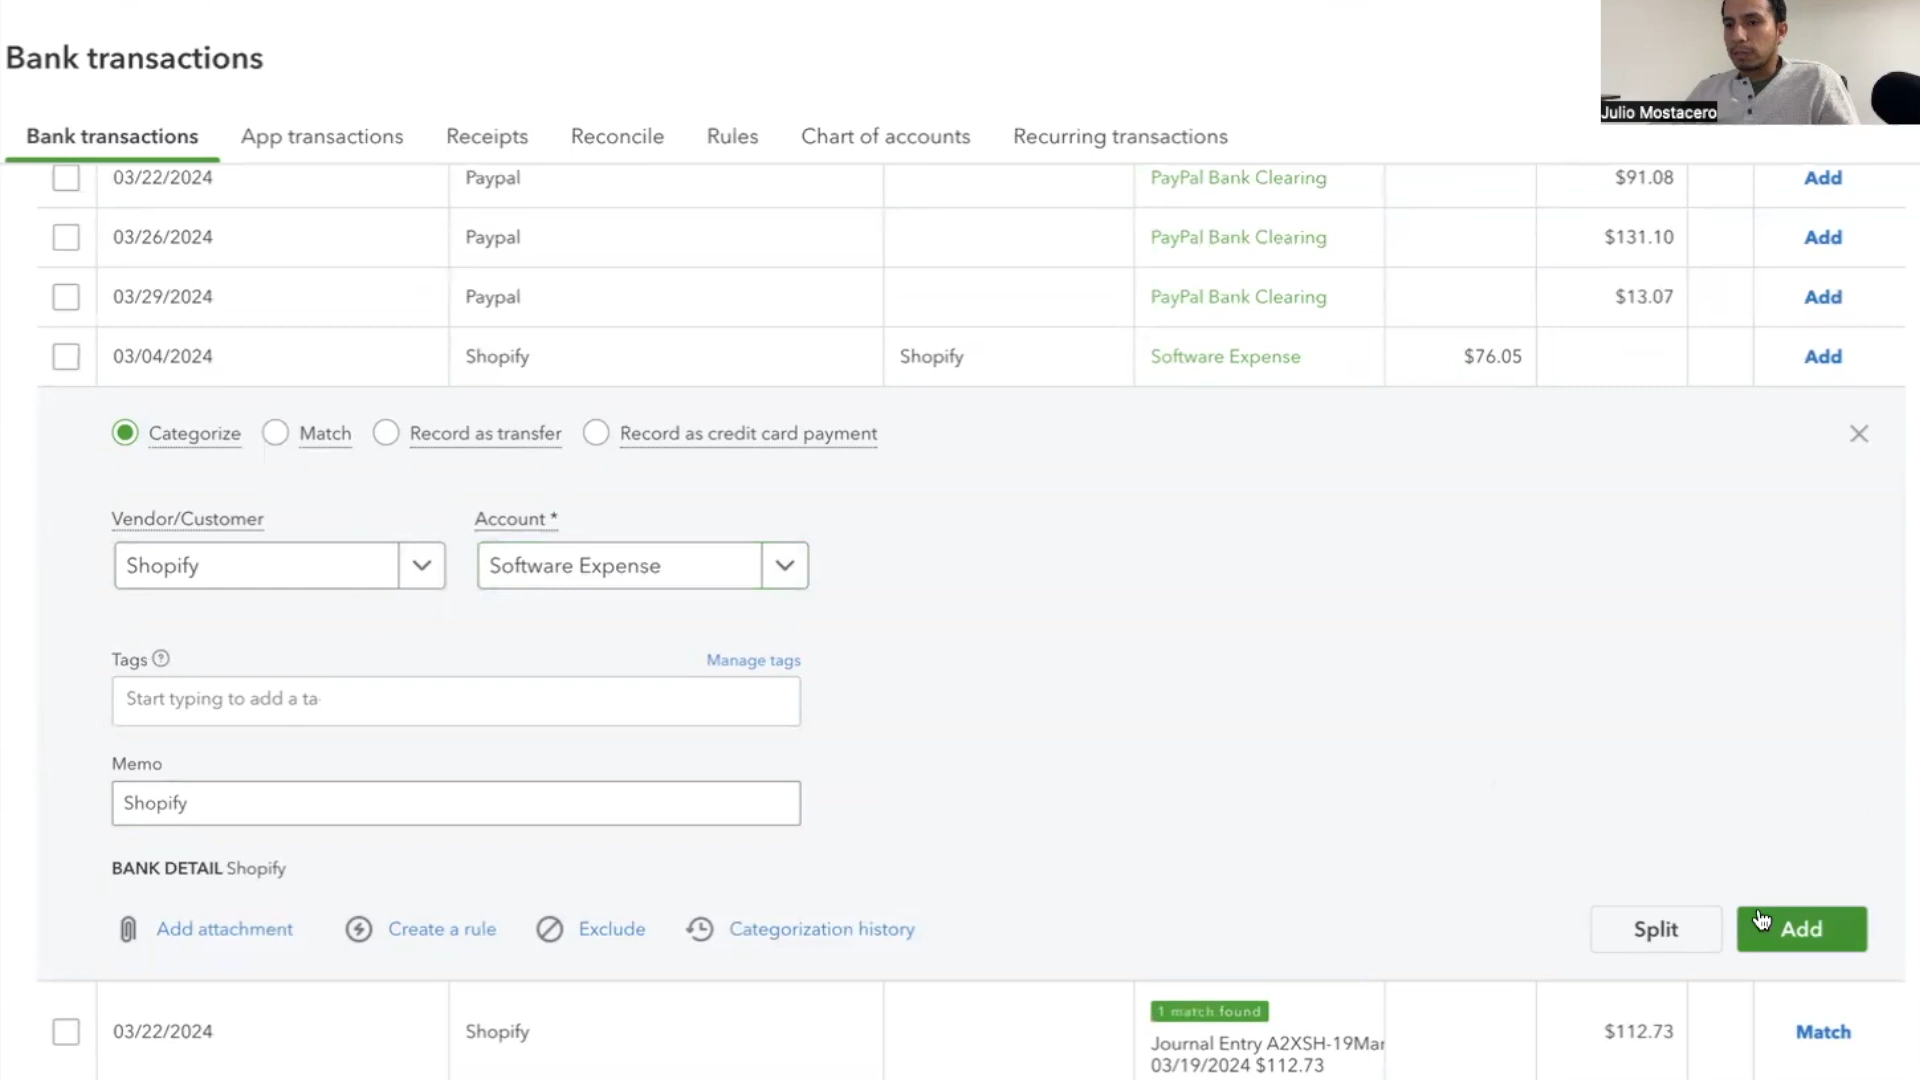 Bank transactions
Julio Mostacero
Bank transactions App transactions Receipts Reconcile Rules Chart of accounts Recurring transactions
03/22/2024 Paypal PayPal Bank Clearing $91.08 Add
03/26/2024 Paypal PayPal Bank Clearing $131.10 Add
03/29/2024 Paypal PayPal Bank Clearing $13.07 Add
03/04/2024 Shopify Shopify Software Expense $76.05 Add
Categorize Match Record as transfer Record as credit card payment
Vendor/Customer Account *
Shopify Software Expense
Tags Manage tags
Start typing to add a ta
Memo
Shopify
BANK DETAIL Shopify
Add attachment Create a rule Exclude Categorization history Split Add
1 match found
03/22/2024 Shopify $112.73 Match
Journal Entry A2XSH-19Mar
03/19/2024 $112.73